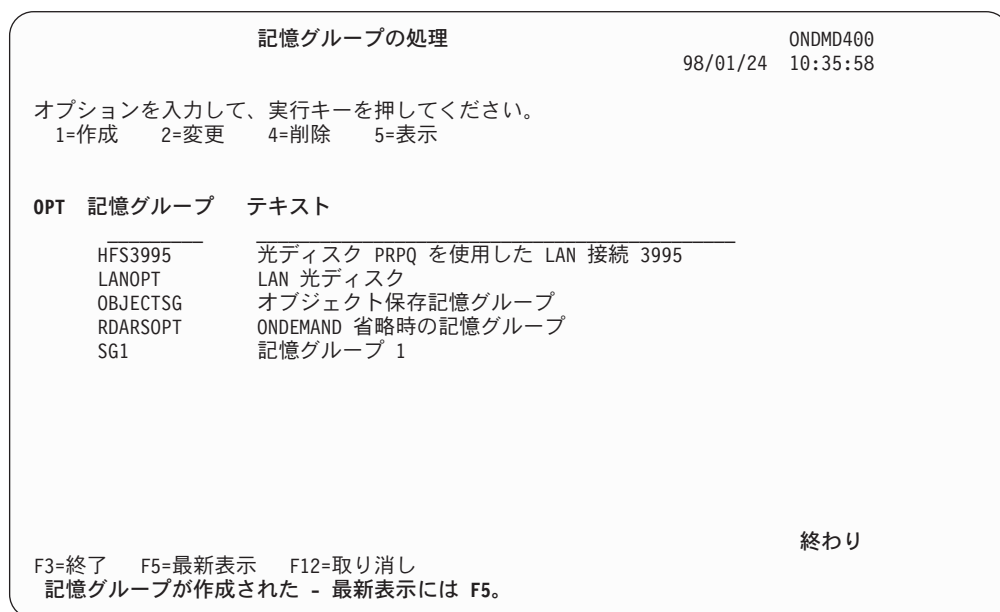 記憶グループの処理 ONDMD400
98/01/24 10:35:58
オプションを入力して、実行キーを押してください。
1=作成 2=変更 4=削除 5=表示
OPT 記憶グループ テキスト
HFS3995 光ディスク PRPQ を使用した LAN 接続 3995
LANOPT LAN 光ディスク
OBJECTSG オブジェクト保存記憶グループ
RDARSOPT ONDEMAND 省略時の記憶グループ
SG1 記憶グループ 1
終わり
F3=終了 F5=最新表示 F12=取り消し
記憶グループが作成された - 最新表示には F5。